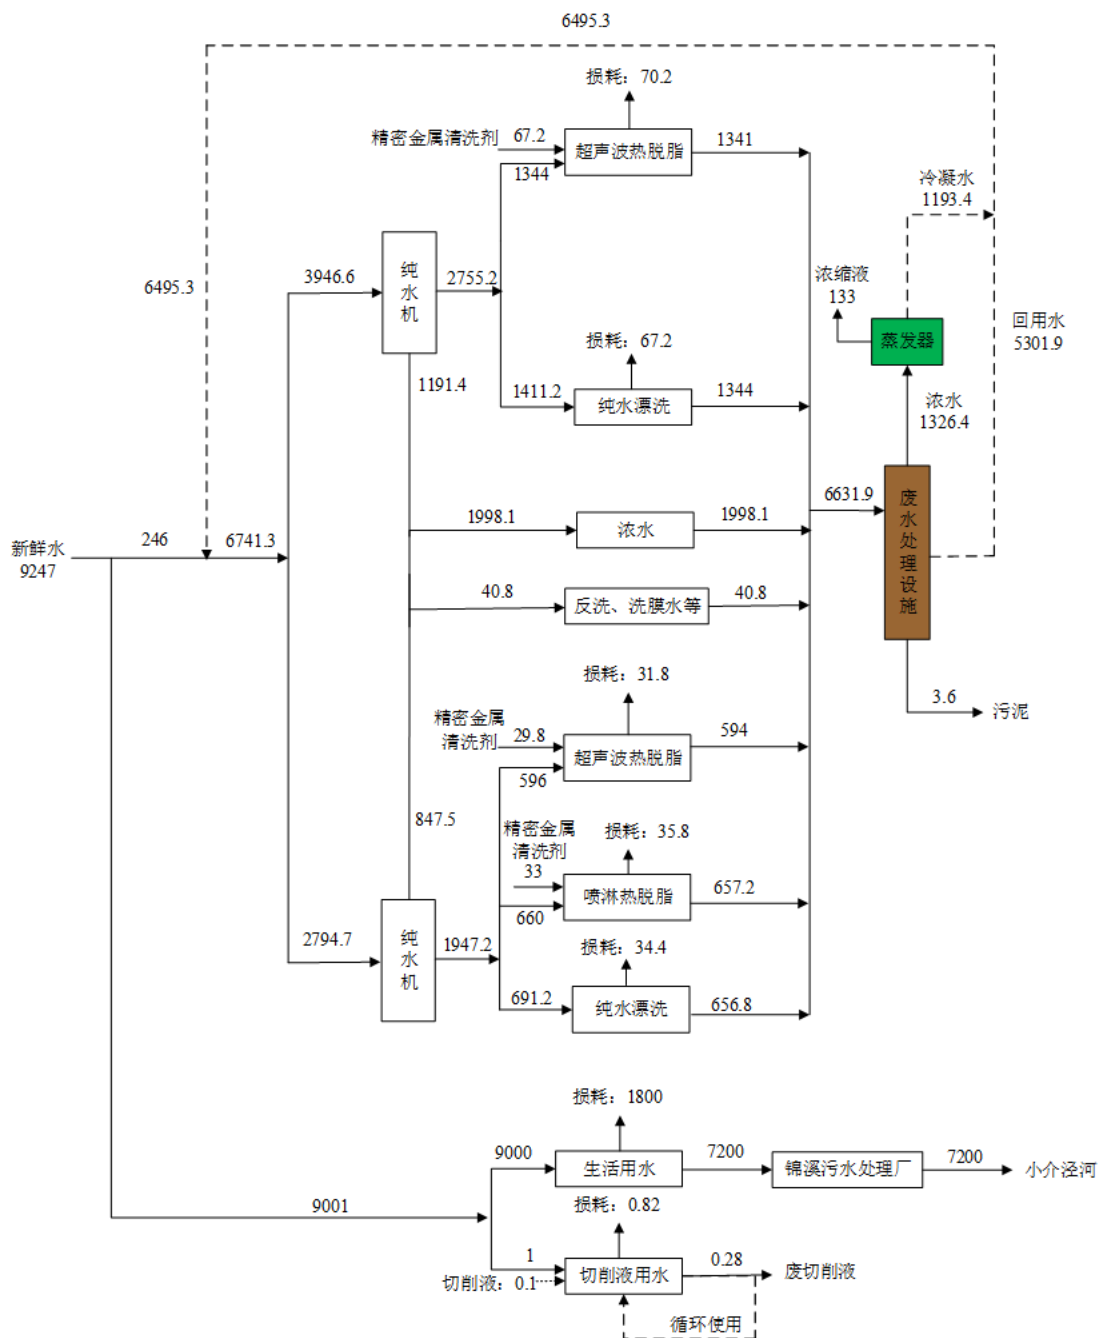 6495.3
损耗：70.2
精密金属清洗剂
67.2
超声波热脱脂
1341
1344
冷凝水
1193.4
纯水机
3946.6
2755.2
6495.3
浓缩液
133
蒸发器
回用水
5301.9
损耗：67.2
1191.4
1411.2
纯水漂洗
1344
浓水
1326.4
废水处理设施
6631.9
1998.1
浓水
1998.1
新鲜水
9247
246
6741.3
40.8
反洗、洗膜水等
40.8
损耗：31.8
3.6
污泥
精密金属
清洗剂
29.8
超声波热脱脂
594
596
847.5
精密金属
清洗剂
损耗：35.8
33
喷淋热脱脂
657.2
660
纯水机
2794.7
1947.2
损耗：34.4
691.2
纯水漂洗
656.8
损耗：1800
9000
生活用水
7200
锦溪污水处理厂
7200
小介泾河
9001
损耗：0.82
1
切削液：0.1
切削液用水
0.28
废切削液
循环使用